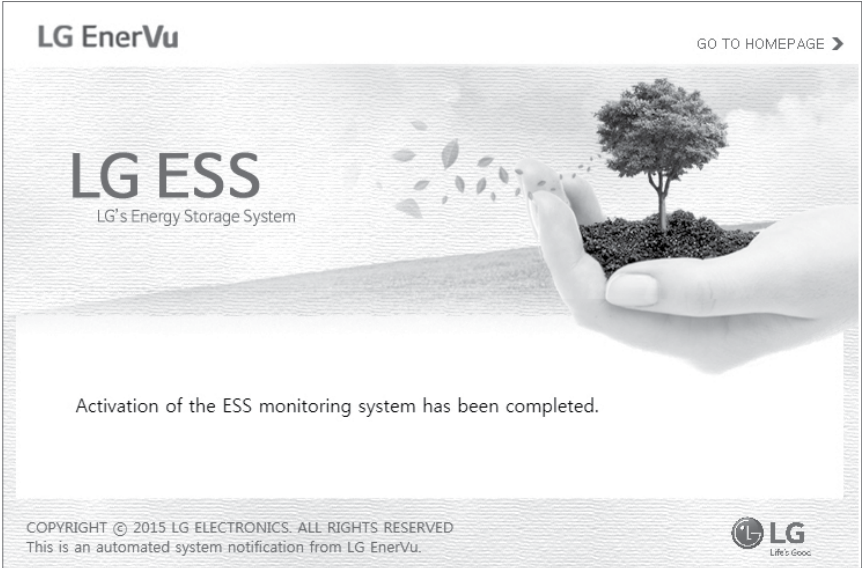 LG EnerVu
GO TO HOMEPAGE
LG ESS
LG's Energy Storage System
Activation of the ESS monitoring system has been completed.
COPYRIGHT ⓒ 2015 LG ELECTRONICS. ALL RIGHTS RESERVED
This is an automated system notification from LG EnerVu.
LG
Life's Good